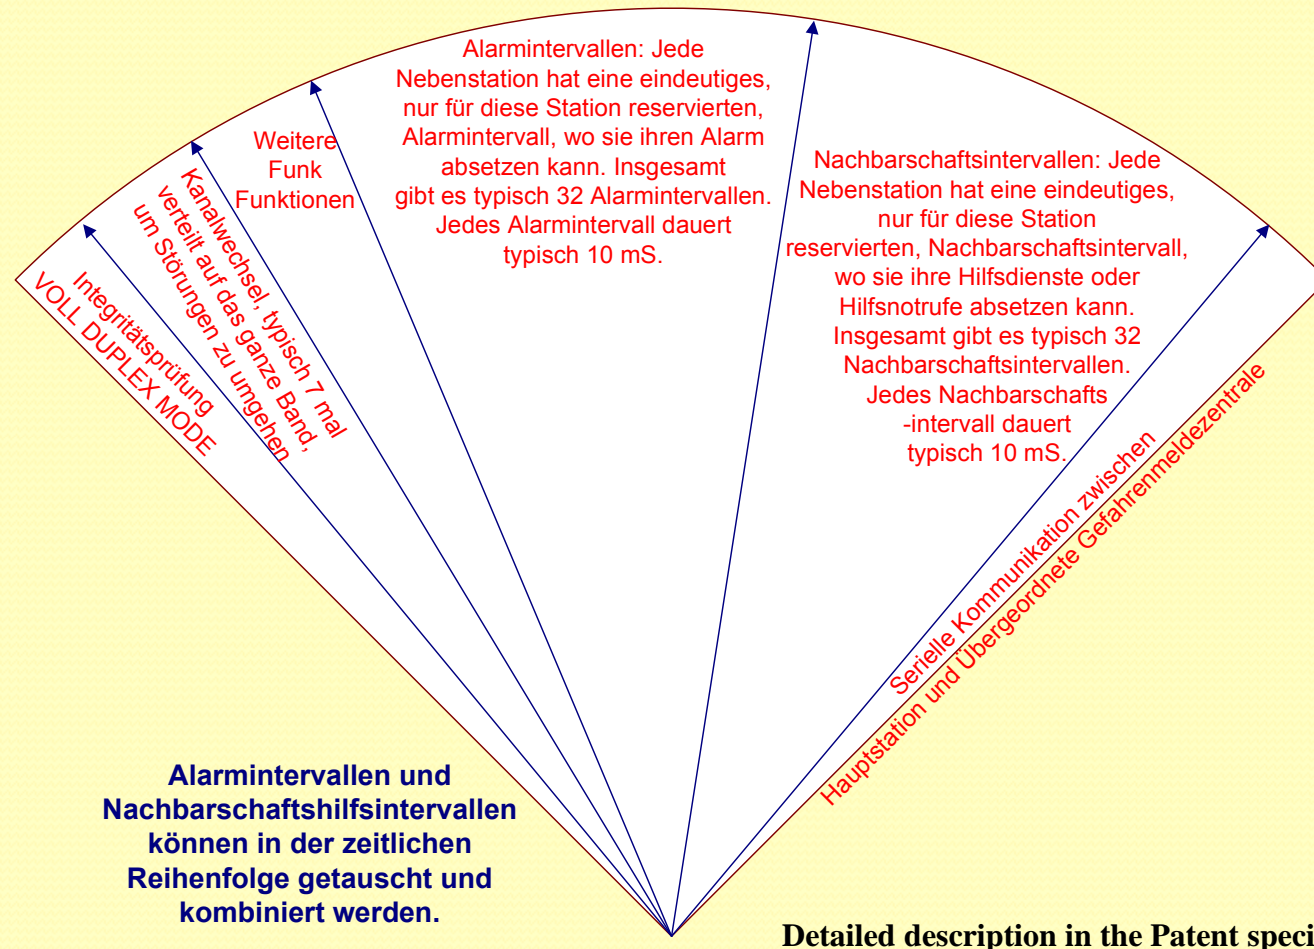 Integritätsprüfung
VOLL DUPLEX MODE
Kanalwechsel, typisch 7 mal
verteilt auf das ganze Band,
um Störungen zu umgehen
Weitere
Funk
Funktionen
Alarmintervallen: Jede
Nebenstation hat eine eindeutiges,
nur für diese Station reservierten,
Alarmintervall, wo sie ihren Alarm
absetzen kann. Insgesamt
gibt es typisch 32 Alarmintervallen.
Jedes Alarmintervall dauert
typisch 10 mS.
Nachbarschaftsintervallen: Jede
Nebenstation hat eine eindeutiges,
nur für diese Station
reservierten, Nachbarschaftsintervall,
wo sie ihre Hilfsdienste oder
Hilfsnotrufe absetzen kann.
Insgesamt gibt es typisch 32
Nachbarschaftsintervallen.
Jedes Nachbarschafts
-intervall dauert
typisch 10 mS.
Serielle Kommunikation zwischen
Hauptstation und Übergeordnete Gefahrenmeldezentrale
Alarmintervallen und
Nachbarschaftshilfsintervallen
können in der zeitlichen
Reihenfolge getauscht und
kombiniert werden.
Detailed description in the Patent